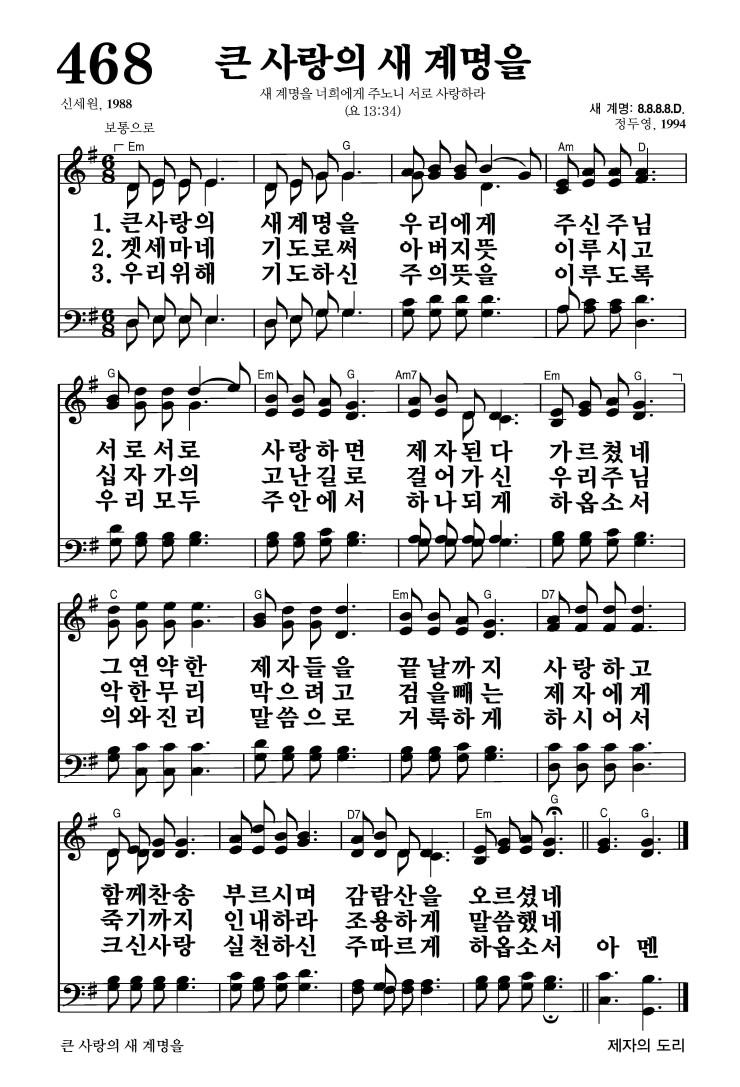 468
큰 사랑의 새 계명을
새 계명을 너희에게 주노니 서로 사랑하라
(요 13:34)
신세원, 1988
새 계명: 8.8.8.8.D.
정두영, 1994
보통으로
Em G Am D
6 8
1. 큰사랑의 새계명을 우리에게 주신주님
2. 겟세마네 기도로써 아버지뜻 이루시고
3. 우리위해 기도하신 주의뜻을 이루도록
6 8
G Em G Am7 Em G
서로서로 사랑하면 제자된다 가르쳤네
십자가의 고난길로 걸어가신 우리주님
우리모두 주안에서 하나되게 하옵소서
C G Em G D7
그연약한 제자들을 끝날까지 사랑하고
악한무리 막으려고 검을빼는 제자에게
의와진리 말씀으로 거룩하게 하시어서
G D7 Em G C G
함께찬송 부르시며 감람산을 오르셨네
죽기까지 인내하라 조용하게 말씀했네
크신사랑 실천하신 주따르게 하옵소서 아멘
큰 사랑의 새 계명을
제자의 도리